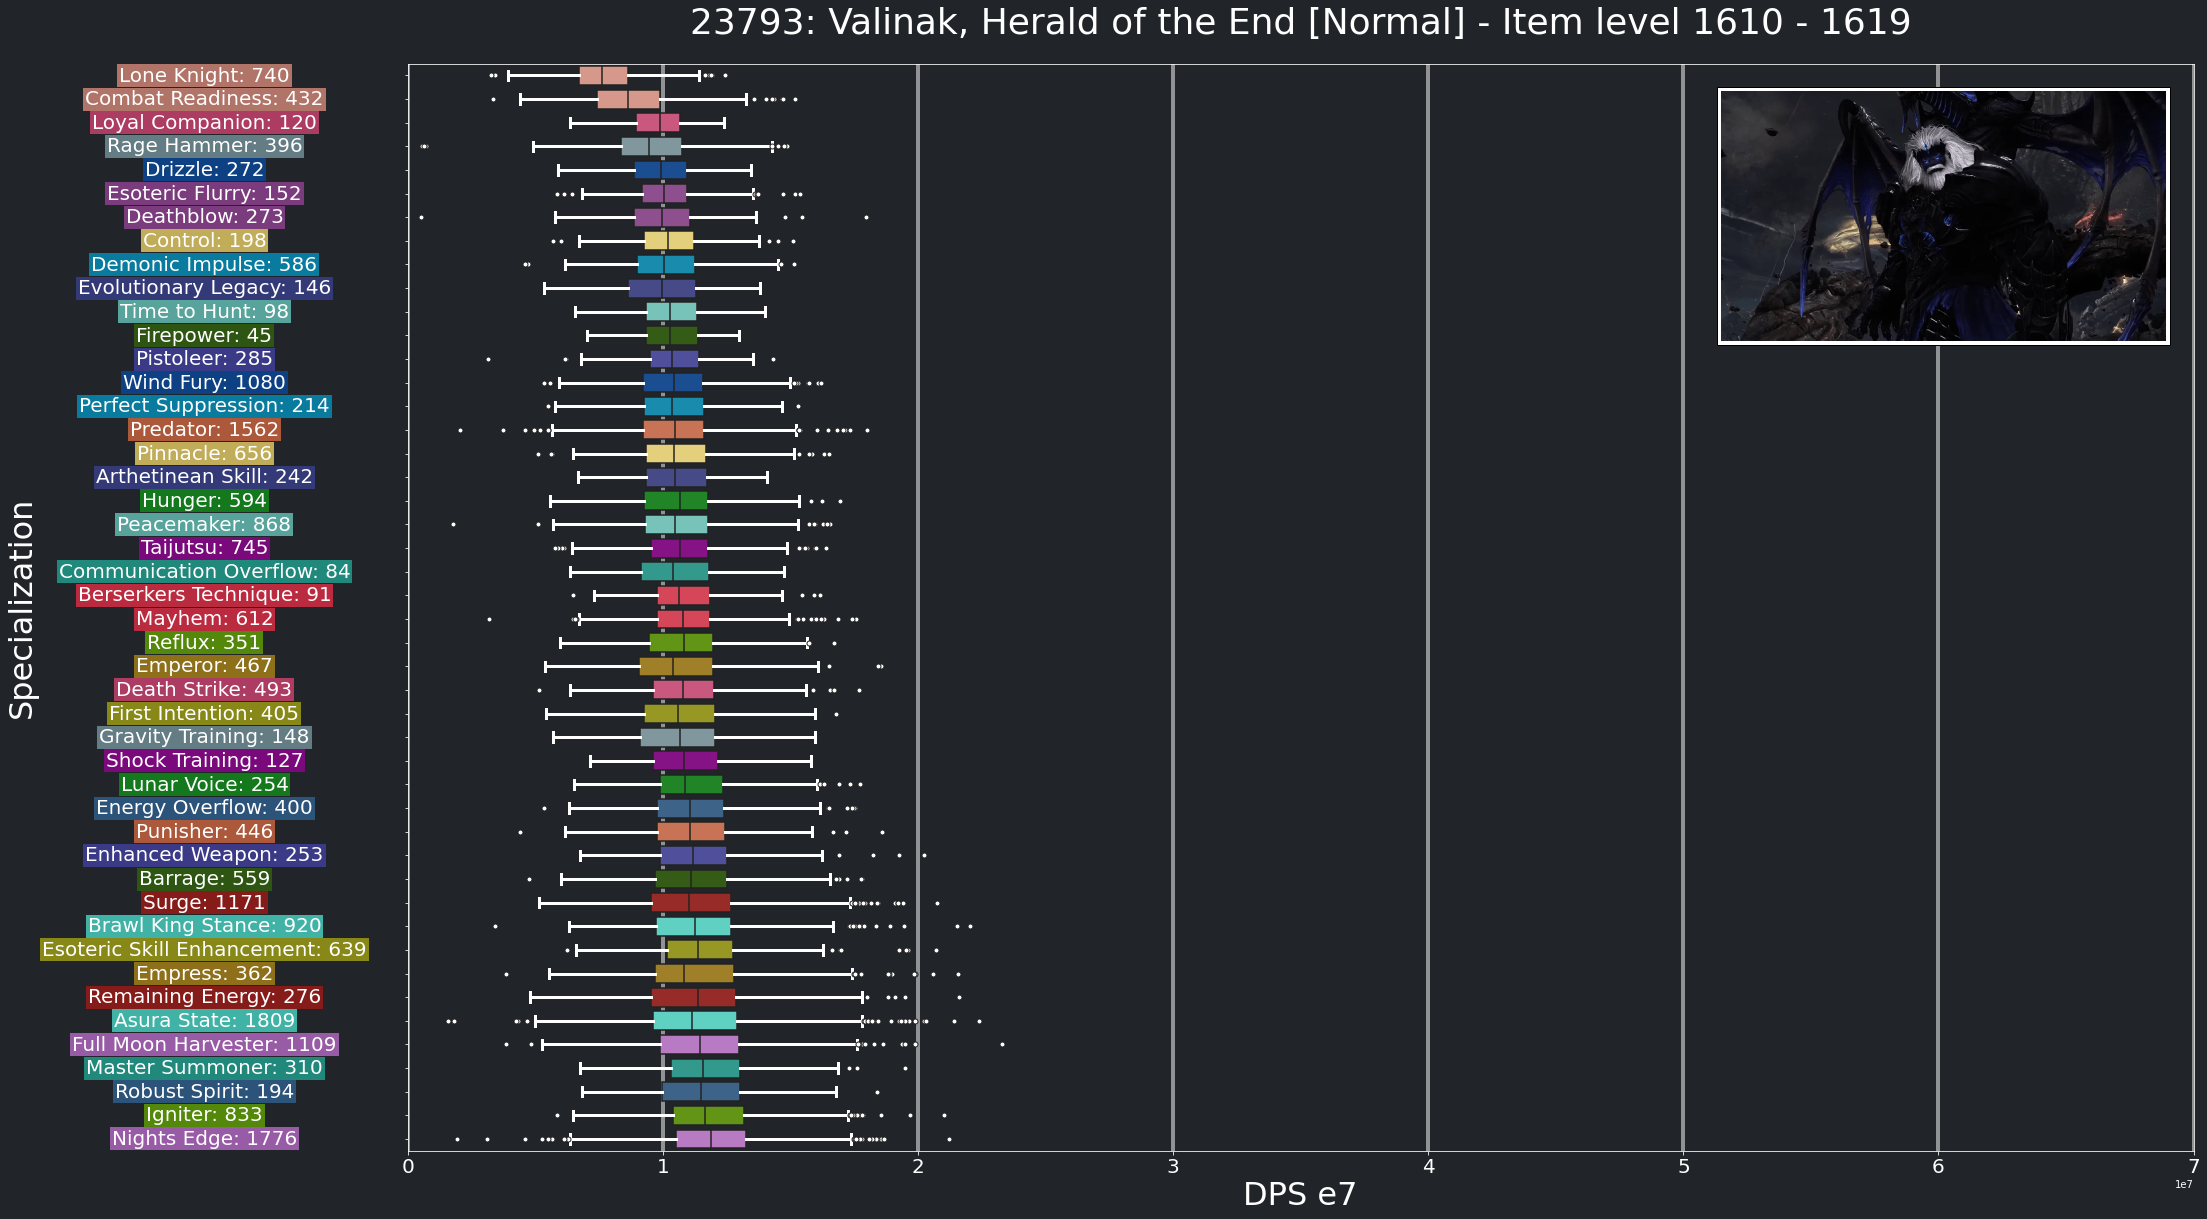 23793: Valinak, Herald of the End [Normal] - Item level 1610 - 1619
Specialization
Lone Knight: 740
Combat Readiness: 432
Loyal Companion: 120
Rage Hammer: 396
Drizzle: 272
Esoteric Flurry: 152
Deathblow: 273
Control: 198
Demonic Impulse: 586
Evolutionary Legacy: 146
Time to Hunt: 98
Firepower: 45
Pistoleer: 285
Wind Fury: 1080
Perfect Suppression: 214
Predator: 1562
Pinnacle: 656
Arthetinean Skill: 242
Hunger: 594
Peacemaker: 868
Taijutsu: 745
Communication Overflow: 84
Berserkers Technique: 91
Mayhem: 612
Reflux: 351
Emperor: 467
Death Strike: 493
First Intention: 405
Gravity Training: 148
Shock Training: 127
Lunar Voice: 254
Energy Overflow: 400
Punisher: 446
Enhanced Weapon: 253
Barrage: 559
Surge: 1171
Brawl King Stance: 920
Esoteric Skill Enhancement: 639
Empress: 362
Remaining Energy: 276
Asura State: 1809
Full Moon Harvester: 1109
Master Summoner: 310
Robust Spirit: 194
Igniter: 833
Nights Edge: 1776
0 1 2 3 4 5 6 7
1e7
DPS e7